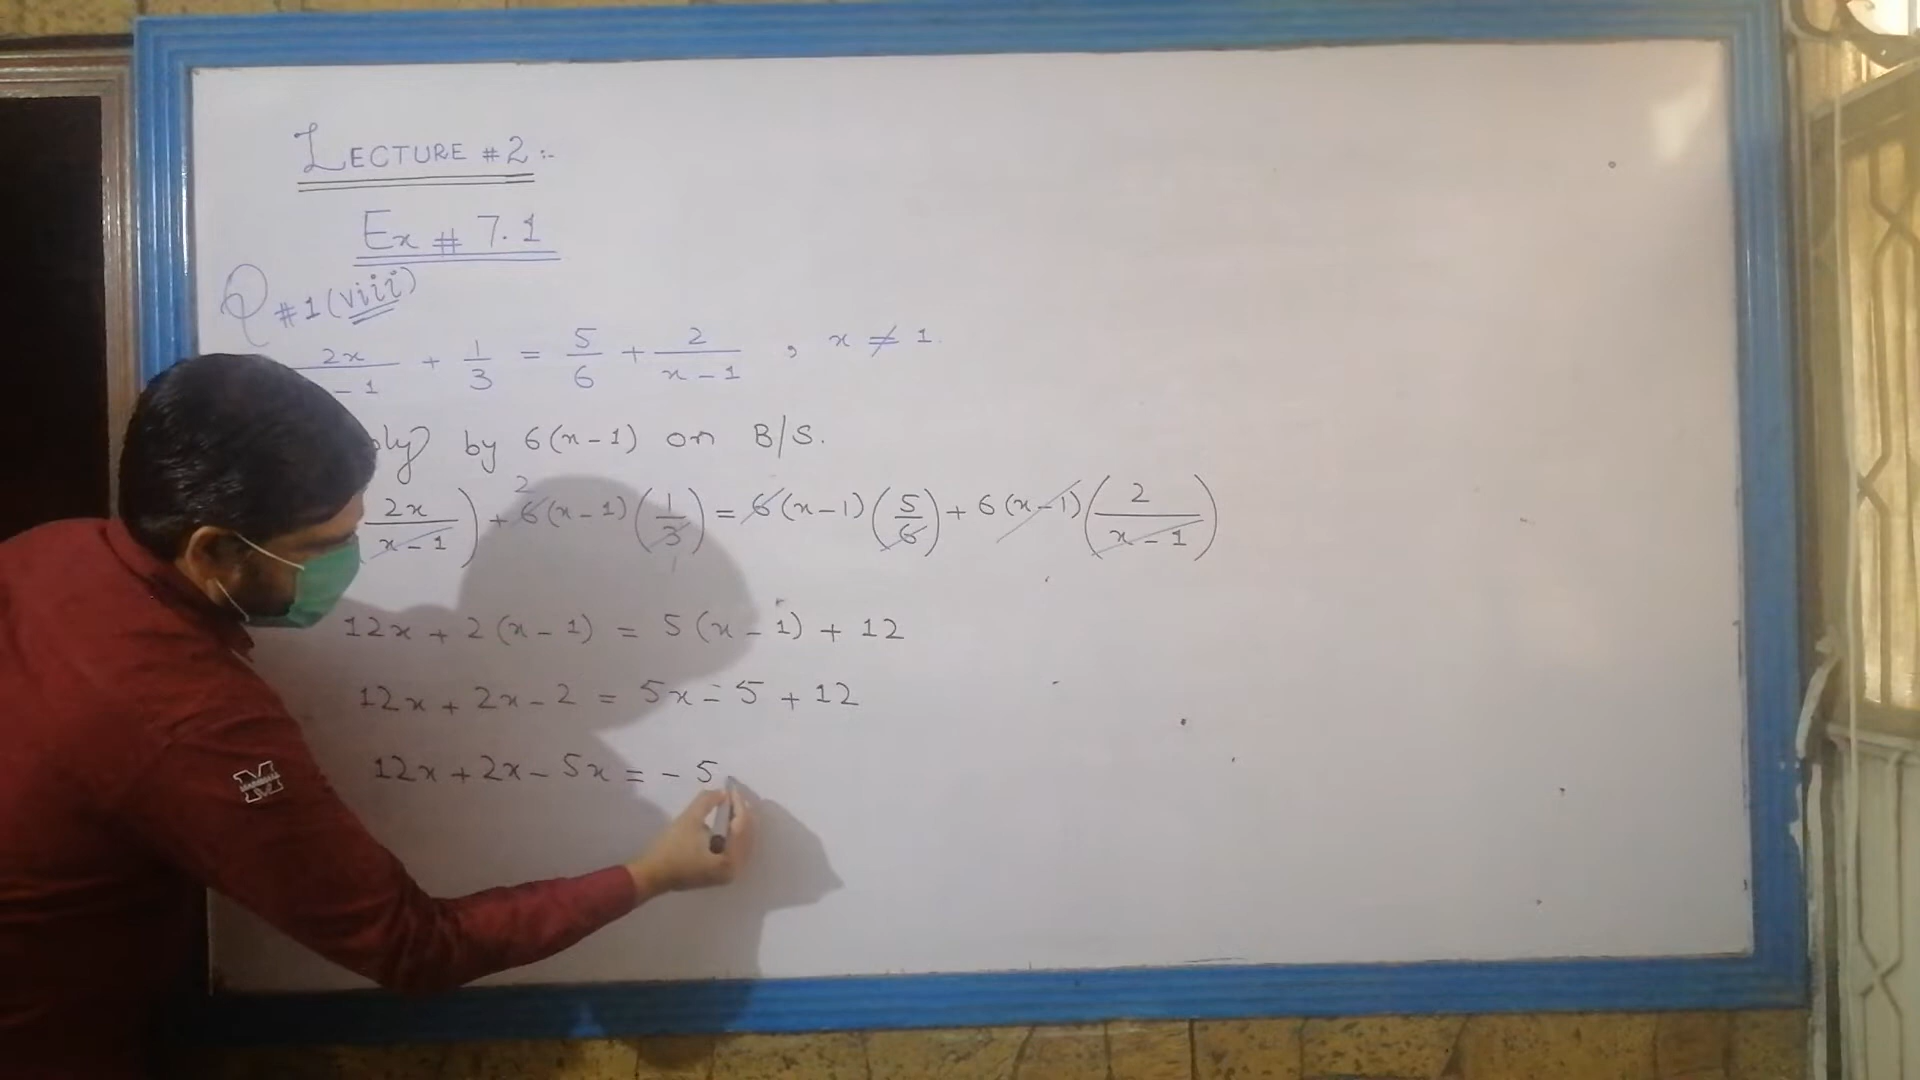 LECTURE #2:-
Ex # 7.1
Q#1(viii)
2x/-1 + 1/3 = 5/6 + 2/(x-1) , x ≠ 1.
by 6(x-1) on B/S.
(2x/(x-1)) + 2 6(x-1)(1/3) = 6(x-1)(5/6) + 6(x-1)(2/(x-1))
12x + 2(x-1) = 5(x-1) + 12
12x + 2x - 2 = 5x - 5 + 12
12x + 2x - 5x = - 5